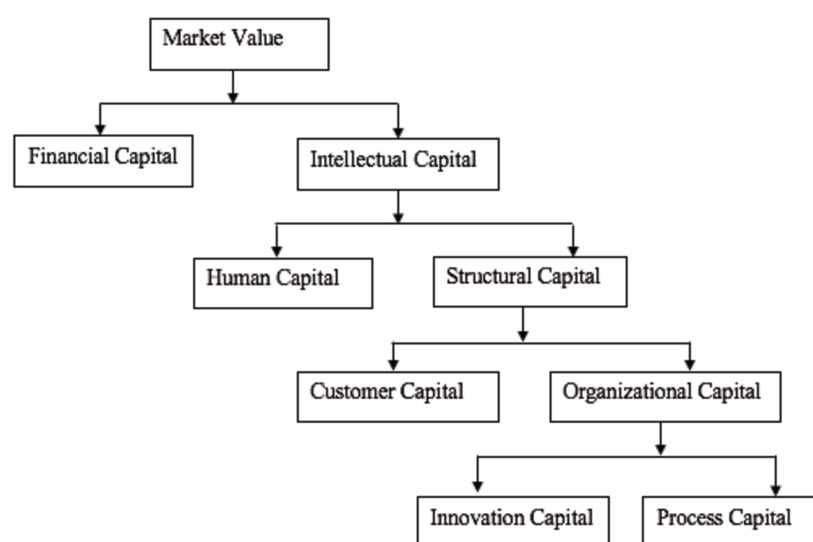 Market Value
Financial Capital
Intellectual Capital
Human Capital
Structural Capital
Customer Capital
Organizational Capital
Innovation Capital
Process Capital